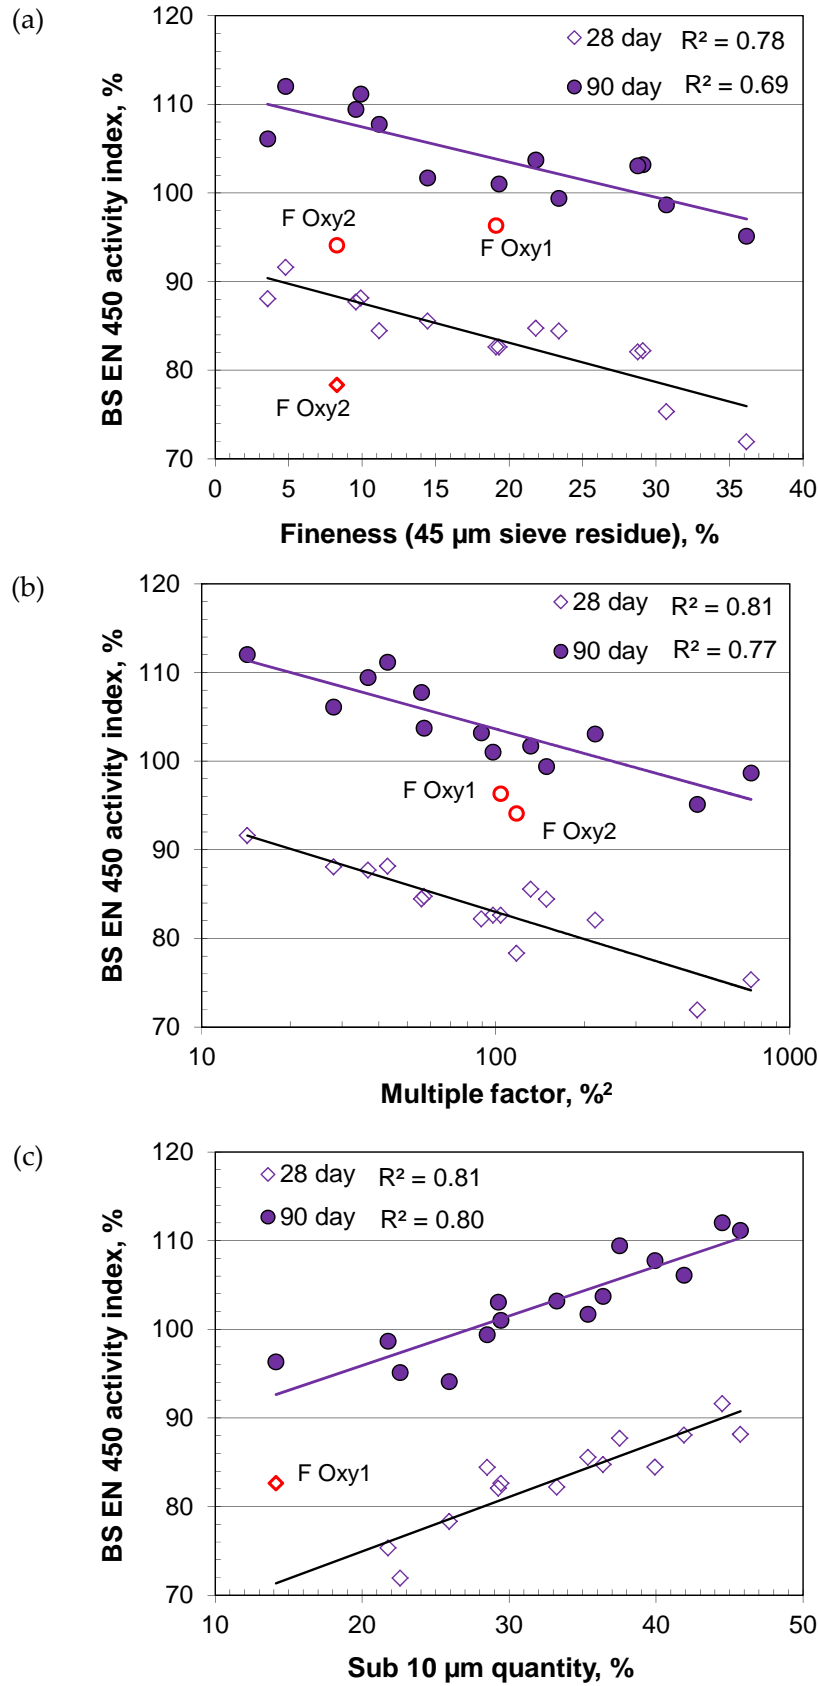 (a)
BS EN 450 activity index, %
120
110
100
90
80
70
28 day R² = 0.78
90 day R² = 0.69
F Oxy2
F Oxy1
F Oxy2
0 5 10 15 20 25 30 35 40
Fineness (45 µm sieve residue), %
(b)
BS EN 450 activity index, %
120
110
100
90
80
70
28 day R² = 0.81
90 day R² = 0.77
F Oxy1
F Oxy2
10 100 1000
Multiple factor, %²
(c)
BS EN 450 activity index, %
120
110
100
90
80
70
28 day R² = 0.81
90 day R² = 0.80
F Oxy1
10 20 30 40 50
Sub 10 µm quantity, %